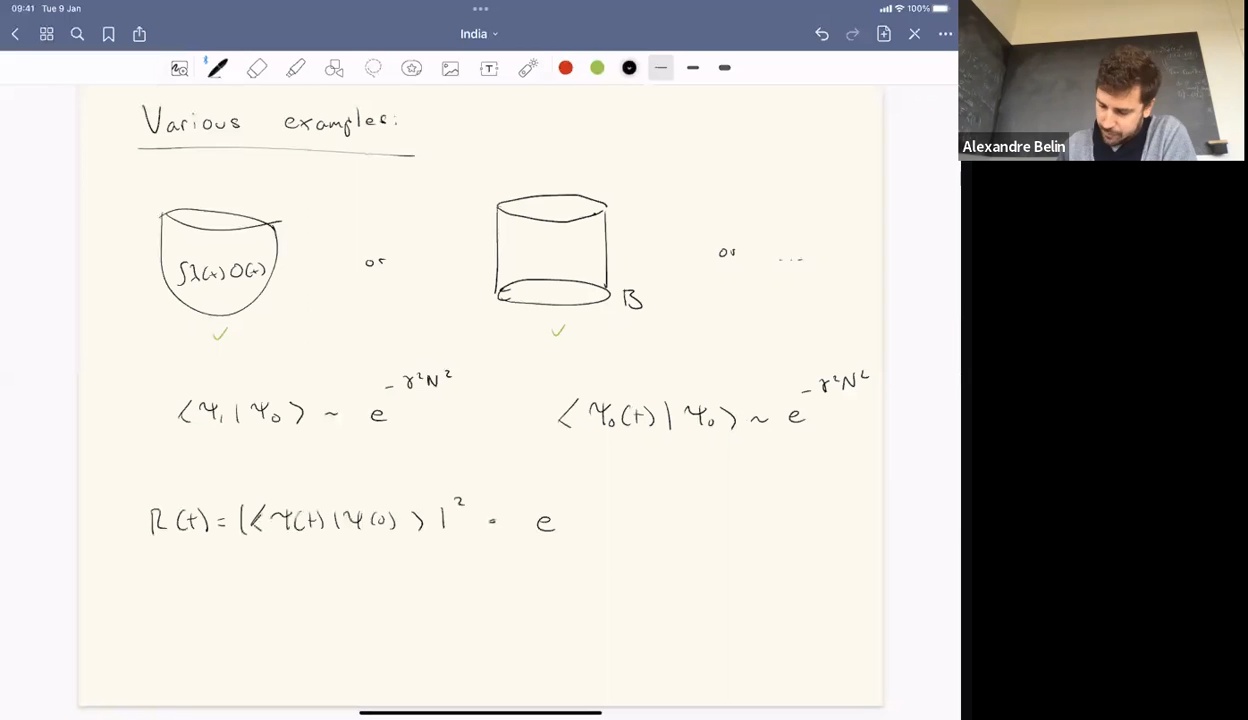 09:41 Tue 9 Jan
100%
India
Alexandre Belin
Various examples:
∫λ(t)O(t) or B or ...
⟨Ψ₁|Ψ₀⟩ ~ e^{-γ²N²} ⟨Ψ₀(t)|Ψ₀⟩ ~ e^{-γ²N²}
R(t) = |⟨Ψ(t)|Ψ(0)⟩|² = e